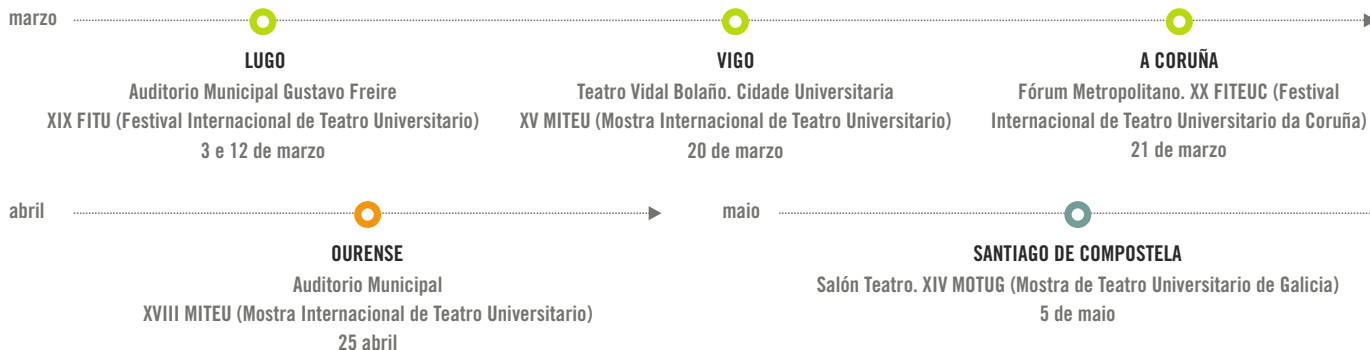 marzo
LUGO
Auditorio Municipal Gustavo Freire
XIX FITU (Festival Internacional de Teatro Universitario)
3 e 12 de marzo
VIGO
Teatro Vidal Bolaño. Cidade Universitaria
XV MITEU (Mostra Internacional de Teatro Universitario)
20 de marzo
A CORUÑA
Fórum Metropolitano. XX FITEUC (Festival
Internacional de Teatro Universitario da Coruña)
21 de marzo
abril
OURENSE
Auditorio Municipal
XVIII MITEU (Mostra Internacional de Teatro Universitario)
25 abril
maio
SANTIAGO DE COMPOSTELA
Salón Teatro. XIV MOTUG (Mostra de Teatro Universitario de Galicia)
5 de maio